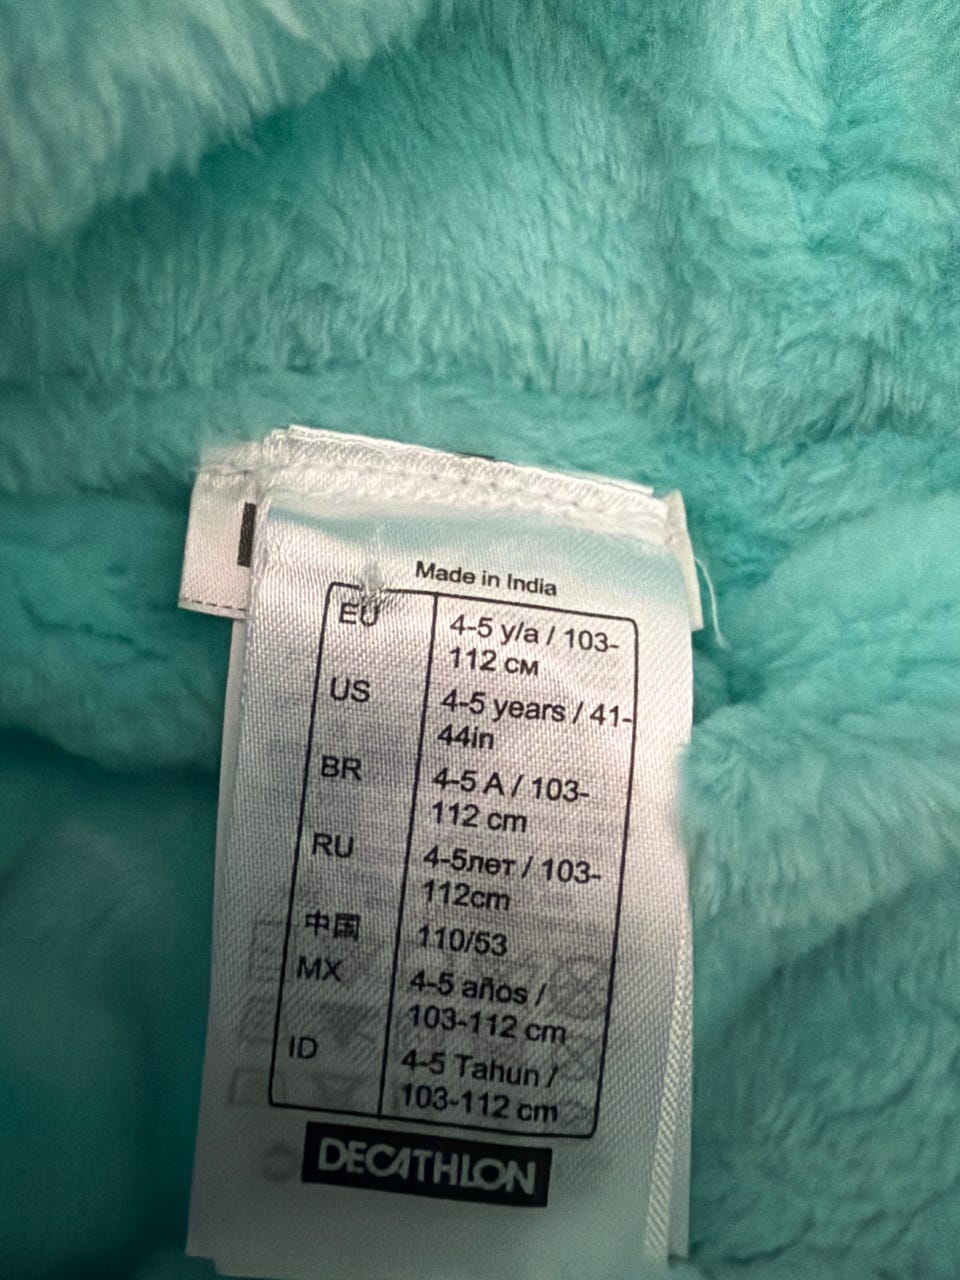 Made in India
EU
4-5 y/a / 103-
112 см
US
4-5 years / 41-
44in
BR
4-5 A / 103-
112 cm
RU
4-5лет / 103-
112cm
中国
110/53
MX
4-5 años /
103-112 cm
ID
4-5 Tahun /
103-112 cm
DECATHLON